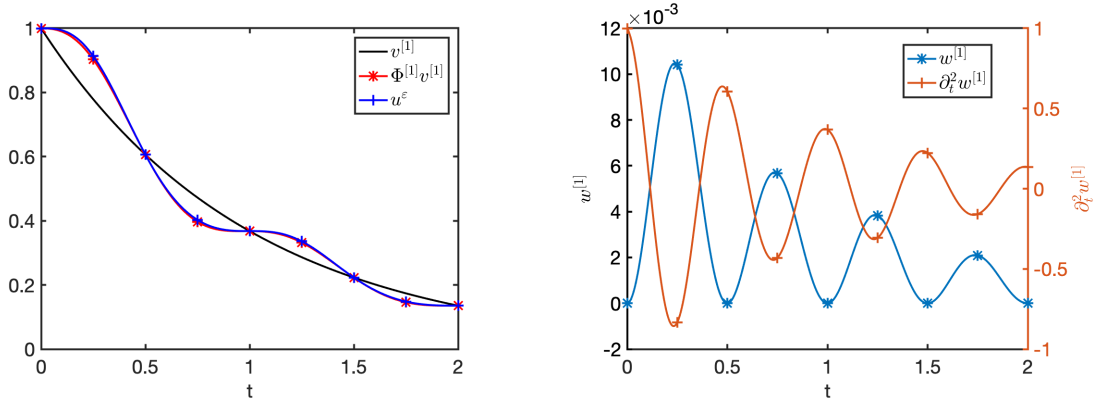 1
0.8
0.6
0.4
0.2
0
0 0.5 1 1.5 2
t
v^{[1]}
Φ^{[1]}v^{[1]}
u^ε
×10^{-3}
12
10
8
6
4
2
0
-2
w^{[1]}
0 0.5 1 1.5 2
t
w^{[1]}
∂_t^2 w^{[1]}
1
0.5
0
-0.5
-1
∂_t^2 w^{[1]}